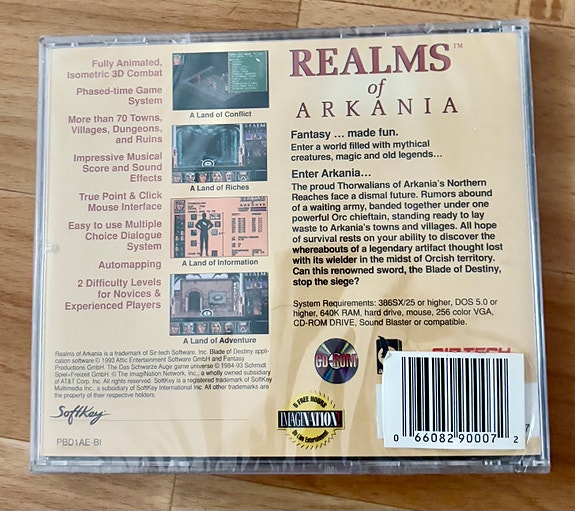 Fully Animated,
Isometric 3D Combat
Phased-time Game
System
More than 70 Towns,
Villages, Dungeons,
and Ruins
Impressive Musical
Score and Sound
Effects
True Point & Click
Mouse Interface
Easy to use Multiple
Choice Dialogue
System
Automapping
2 Difficulty Levels
for Novices &
Experienced Players
A Land of Conflict
A Land of Riches
A Land of Information
A Land of Adventure
REALMS™
of
ARKANIA
Fantasy … made fun.
Enter a world filled with mythical
creatures, magic and old legends…
Enter Arkania…
The proud Thorwalians of Arkania's Northern
Reaches face a dismal future. Rumors abound
of a waiting army, banded together under one
powerful Orc chieftain, standing ready to lay
waste to Arkania's towns and villages. All hope
of survival rests on your ability to discover the
whereabouts of a legendary artifact thought lost
with its wielder in the midst of Orcish territory.
Can this renowned sword, the Blade of Destiny,
stop the siege?
System Requirements: 386SX/25 or higher, DOS 5.0 or
higher, 640K RAM, hard drive, mouse, 256 color VGA,
CD-ROM DRIVE, Sound Blaster or compatible.
Realms of Arkania is a trademark of Sir-tech Software, Inc. Blade of Destiny appli-
cation software © 1993 Attic Entertainment Software GmbH and Fantasy
Productions GmbH. The Das Schwarze Auge game universe © 1984-93 Schmidt
Spiel+Freizeit GmbH. © The ImagiNation Network, Inc., a wholly owned subsidiary
of AT&T Corp. All rights reserved. SoftKey is a registered trademark of SoftKey
Multimedia Inc., a subsidiary of SoftKey International Inc. All other trademarks are
the property of their respective owners.
SoftKey
PBD1AE-BI
CD-ROM
5 FREE HOURS
IMAGINATION
On-Line Entertainment
SIR-TECH
0 66082 90007 2
7